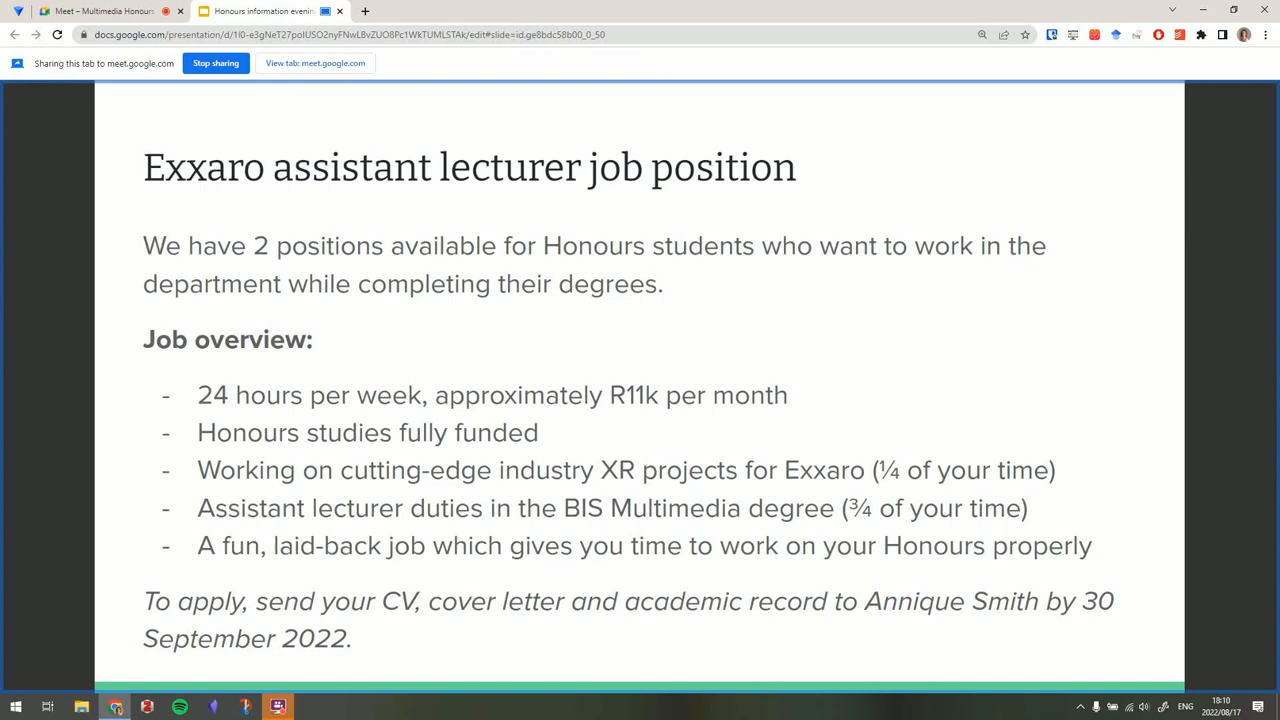 Meet – Multimedia Honours
Honours information evenin
docs.google.com/presentation/d/1I0-e3gNeT27polIJSO2nyFNwLBvZUO8Pc1WkTUMLSTAk/edit#slide=id.ge8bdc58b00_0_50
Sharing this tab to meet.google.com
Stop sharing
View tab: meet.google.com
Exxaro assistant lecturer job position
We have 2 positions available for Honours students who want to work in the
department while completing their degrees.
Job overview:
- 24 hours per week, approximately R11k per month
- Honours studies fully funded
- Working on cutting-edge industry XR projects for Exxaro (¼ of your time)
- Assistant lecturer duties in the BIS Multimedia degree (¾ of your time)
- A fun, laid-back job which gives you time to work on your Honours properly
To apply, send your CV, cover letter and academic record to Annique Smith by 30
September 2022.
ENG
18:10
2022/08/17